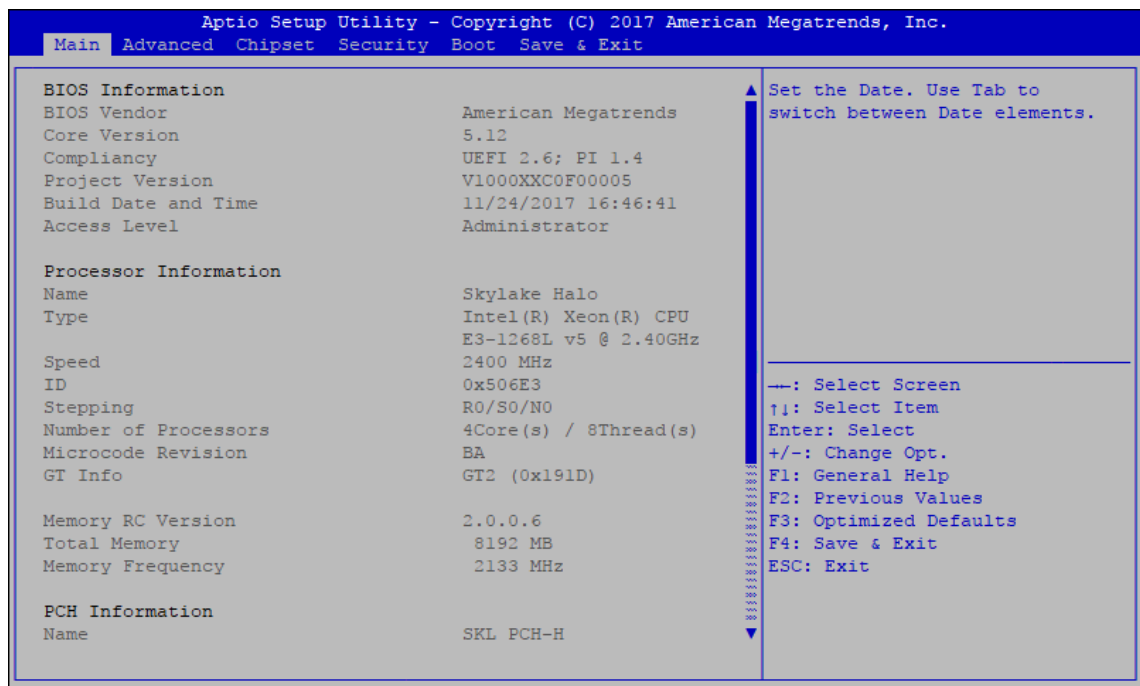 Aptio Setup Utility - Copyright (C) 2017 American Megatrends, Inc.
Main Advanced Chipset Security Boot Save & Exit
BIOS Information
BIOS Vendor American Megatrends
Core Version 5.12
Compliancy UEFI 2.6; PI 1.4
Project Version V1000XXC0F00005
Build Date and Time 11/24/2017 16:46:41
Access Level Administrator
Processor Information
Name Skylake Halo
Type Intel(R) Xeon(R) CPU
E3-1268L v5 @ 2.40GHz
Speed 2400 MHz
ID 0x506E3
Stepping R0/S0/N0
Number of Processors 4Core(s) / 8Thread(s)
Microcode Revision BA
GT Info GT2 (0x191D)
Memory RC Version 2.0.0.6
Total Memory 8192 MB
Memory Frequency 2133 MHz
PCH Information
Name SKL PCH-H
Set the Date. Use Tab to
switch between Date elements.
→←: Select Screen
↑↓: Select Item
Enter: Select
+/-: Change Opt.
F1: General Help
F2: Previous Values
F3: Optimized Defaults
F4: Save & Exit
ESC: Exit